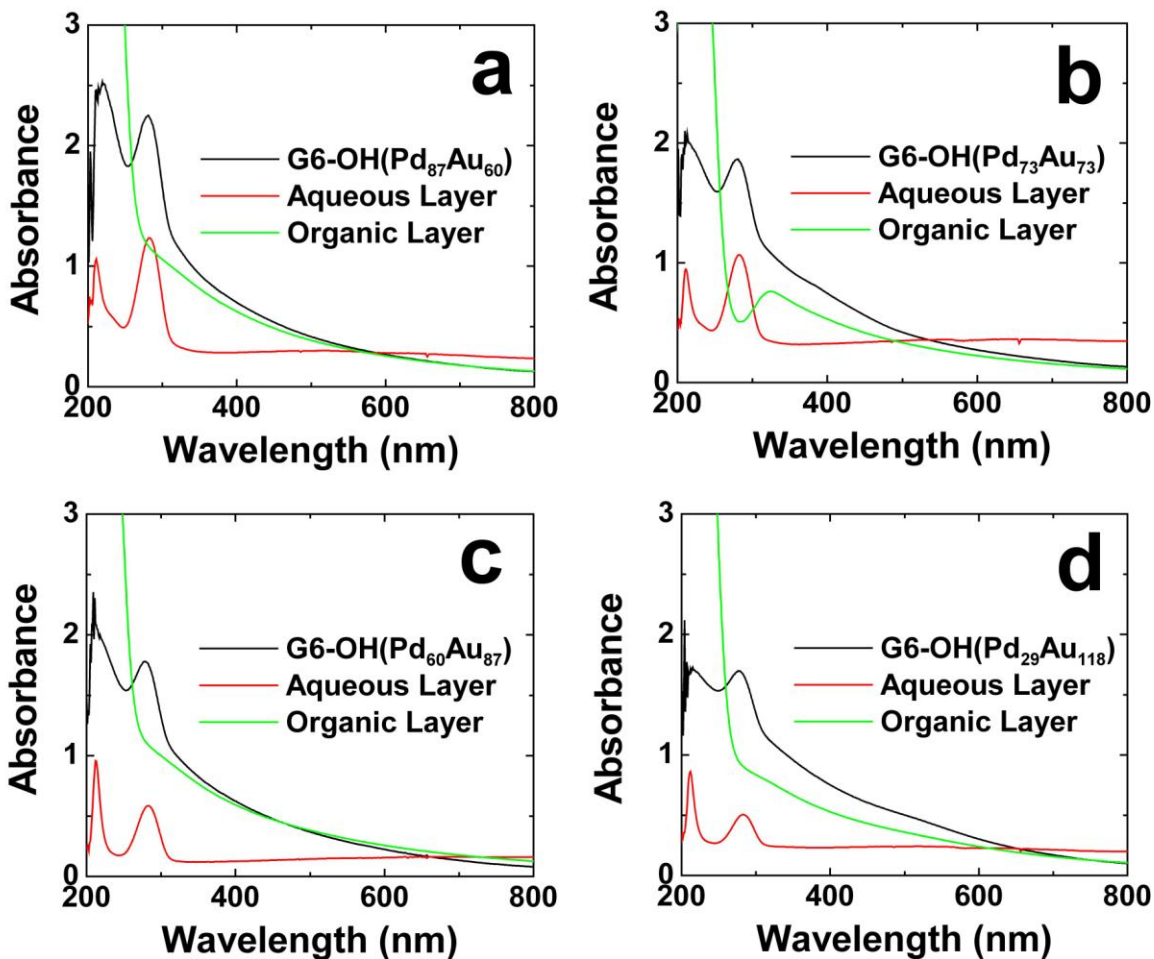 a
3
2
1
0
Absorbance
G6-OH(Pd₈₇Au₆₀)
Aqueous Layer
Organic Layer
200 400 600 800
Wavelength (nm)
b
3
2
1
0
Absorbance
G6-OH(Pd₇₃Au₇₃)
Aqueous Layer
Organic Layer
200 400 600 800
Wavelength (nm)
c
3
2
1
0
Absorbance
G6-OH(Pd₆₀Au₈₇)
Aqueous Layer
Organic Layer
200 400 600 800
Wavelength (nm)
d
3
2
1
0
Absorbance
G6-OH(Pd₂₉Au₁₁₈)
Aqueous Layer
Organic Layer
200 400 600 800
Wavelength (nm)